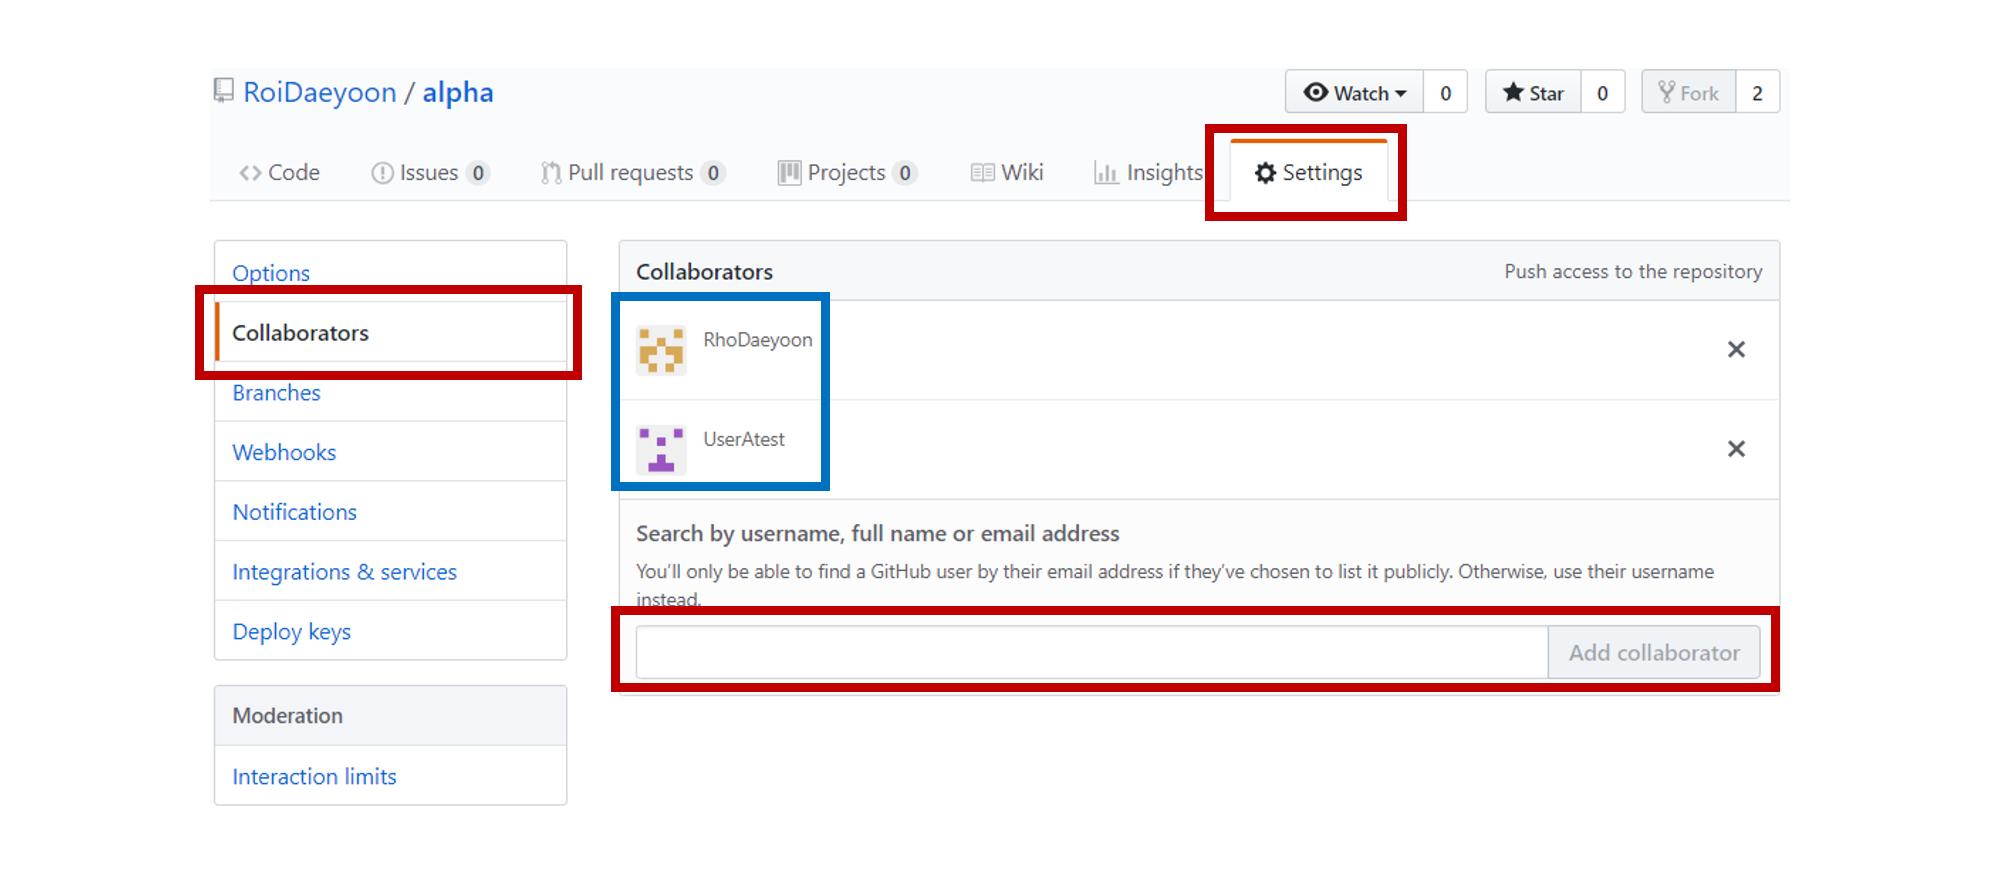 RoiDaeyoon / alpha
Watch 0 Star 0 Fork 2
Code Issues 0 Pull requests 0 Projects 0 Wiki Insights Settings
Options
Collaborators
Branches
Webhooks
Notifications
Integrations & services
Deploy keys
Moderation
Interaction limits
Collaborators Push access to the repository
RhoDaeyoon
UserAtest
Search by username, full name or email address
You'll only be able to find a GitHub user by their email address if they've chosen to list it publicly. Otherwise, use their username
instead.
Add collaborator